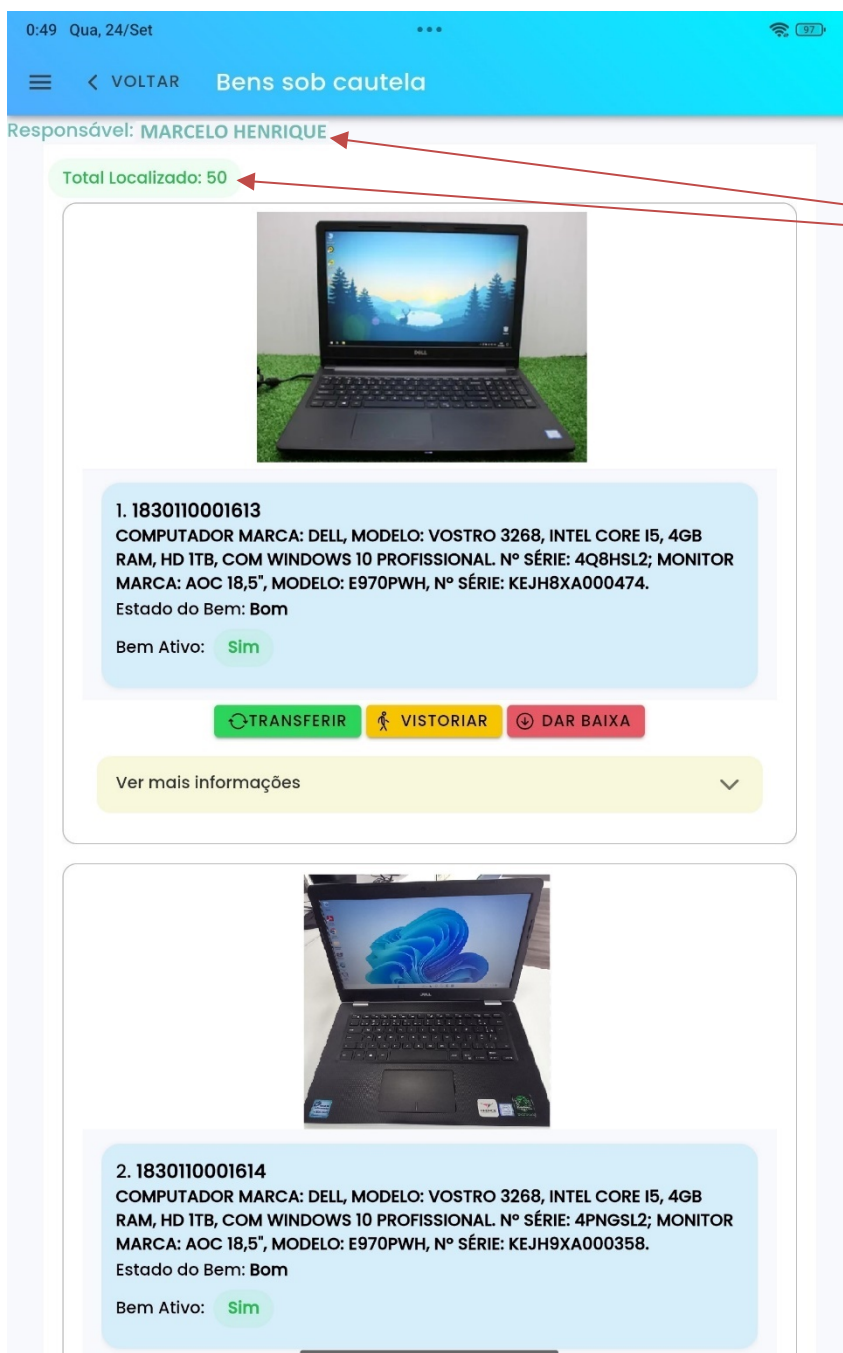 0:49 Qua, 24/Set
97
VOLTAR Bens sob cautela
Responsável: MARCELO HENRIQUE
Total Localizado: 50
DELL
1. 1830110001613
COMPUTADOR MARCA: DELL, MODELO: VOSTRO 3268, INTEL CORE I5, 4GB
RAM, HD 1TB, COM WINDOWS 10 PROFISSIONAL. Nº SÉRIE: 4Q8HSL2; MONITOR
MARCA: AOC 18,5", MODELO: E970PWH, Nº SÉRIE: KEJH8XA000474.
Estado do Bem: Bom
Bem Ativo: Sim
TRANSFERIR VISTORIAR DAR BAIXA
Ver mais informações
DELL
2. 1830110001614
COMPUTADOR MARCA: DELL, MODELO: VOSTRO 3268, INTEL CORE I5, 4GB
RAM, HD 1TB, COM WINDOWS 10 PROFISSIONAL. Nº SÉRIE: 4PNGSL2; MONITOR
MARCA: AOC 18,5", MODELO: E970PWH, Nº SÉRIE: KEJH9XA000358.
Estado do Bem: Bom
Bem Ativo: Sim